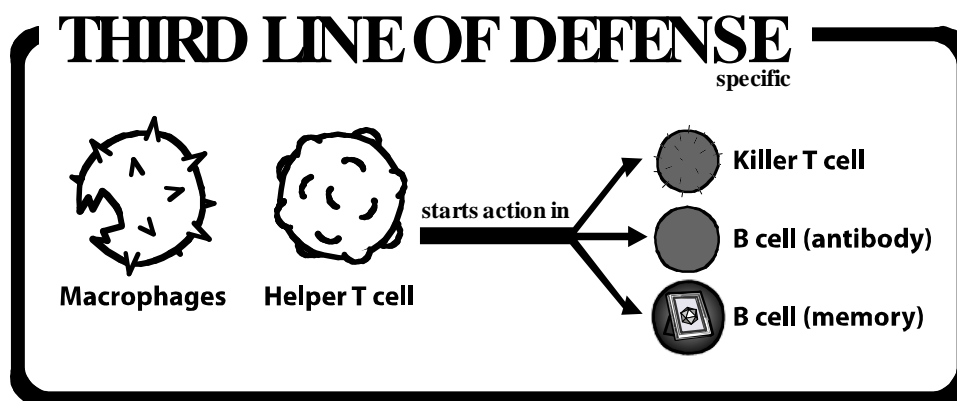 THIRD LINE OF DEFENSE
specific
Macrophages
Helper T cell
starts action in
Killer T cell
B cell (antibody)
B cell (memory)